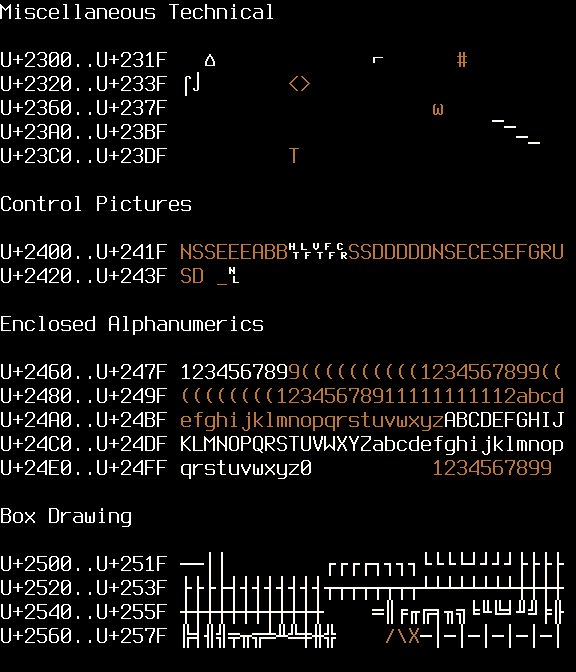 Miscellaneous Technical
U+2300..U+231F   ⌂             ⌐      #
U+2320..U+233F ⌠⌡       <>
U+2360..U+237F                      ω
U+23A0..U+23BF                           ⎺⎻⎼⎽
U+23C0..U+23DF          T
Control Pictures
U+2400..U+241F NSSEEEABB␉␊␋␌␍SSDDDDDNSECESEFGRU
U+2420..U+243F SD _␤
Enclosed Alphanumerics
U+2460..U+247F 1234567899((((((((((1234567899((
U+2480..U+249F ((((((((12345678911111111112abcd
U+24A0..U+24BF efghijklmnopqrstuvwxyzABCDEFGHIJ
U+24C0..U+24DF KLMNOPQRSTUVWXYZabcdefghijklmnop
U+24E0..U+24FF qrstuvwxyz0          1234567899
Box Drawing
U+2500..U+251F ──││        ┌┌┌┌┐┐┐┐└└└└┘┘┘┘├├├├
U+2520..U+253F ├├├├┤┤┤┤┤┤┤┤┬┬┬┬┬┬┬┬┴┴┴┴┴┴┴┴┼┼┼┼
U+2540..U+255F ┼┼┼┼┼┼┼┼┼┼┼┼    ═║╒╓╔╕╖╗╘╙╚╛╜╝╞╟
U+2560..U+257F ╠╡╢╣╤╥╦╧╨╩╪╫╬    /\X─│─│─│─│─│─│